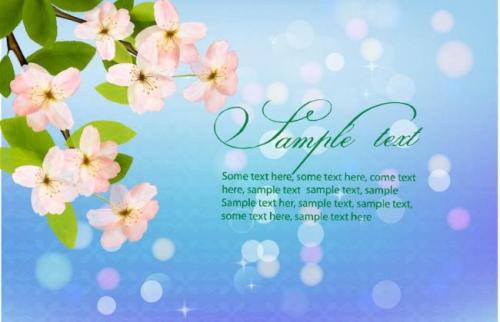 Sample text
Some text here, some text here, come text
here, sample text sample text, sample
Sample text her, sample text, sample text,
some text here, sample text here